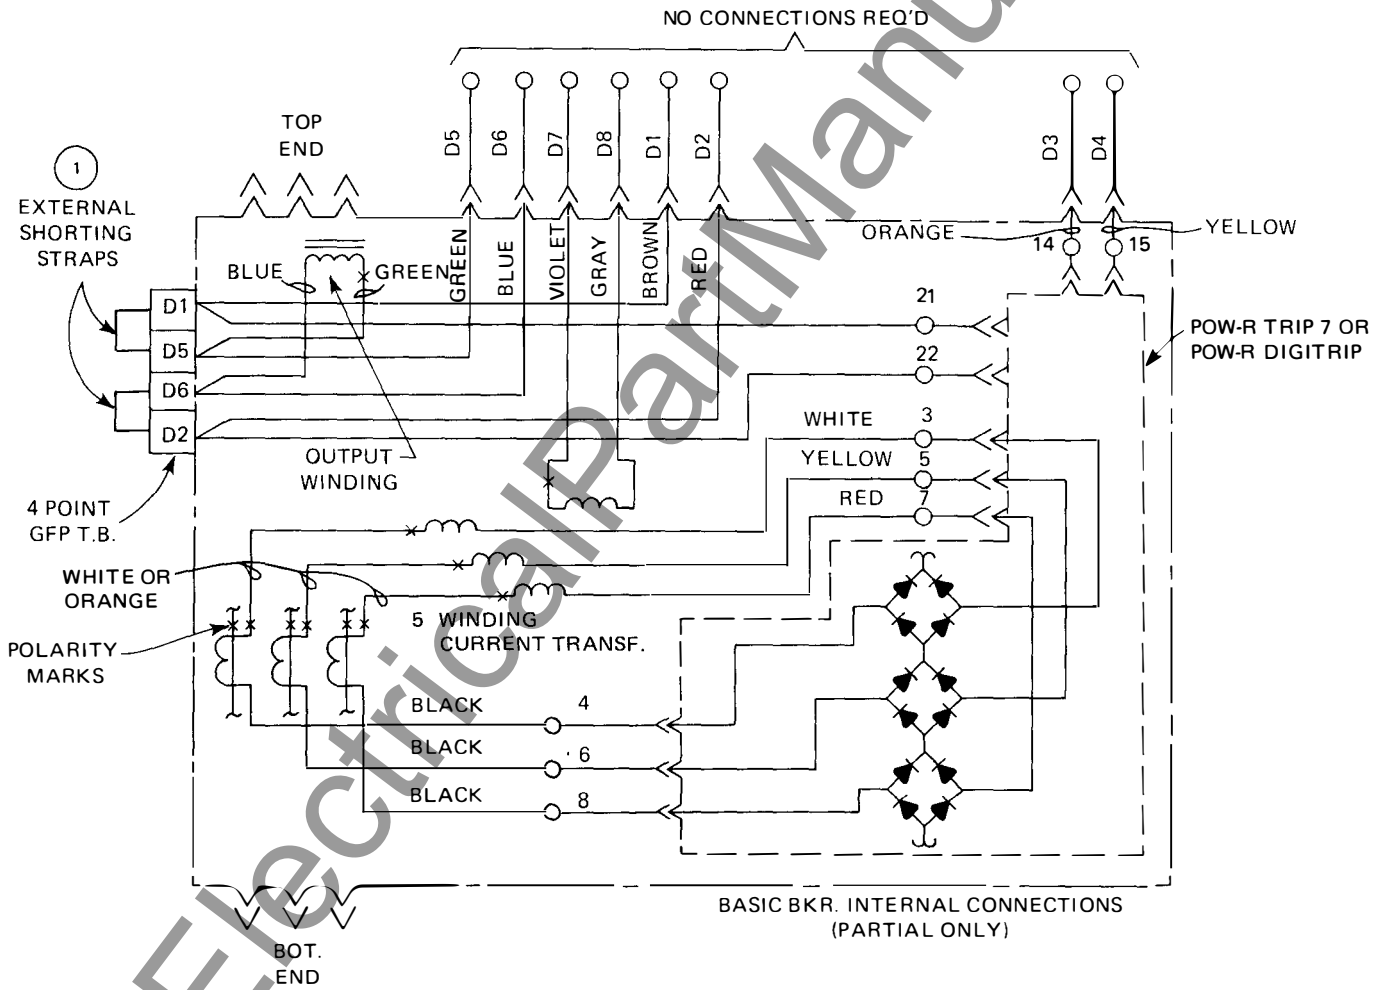 NO CONNECTIONS REQ'D
TOP
END
D5
D6
D7
D8
D1
D2
D3
D4
1
EXTERNAL
SHORTING
STRAPS
BLUE
GREEN
GREEN
BLUE
VIOLET
GRAY
BROWN
RED
ORANGE
14
15
YELLOW
D1
D5
D6
D2
21
22
POW-R TRIP 7 OR
POW-R DIGITRIP
OUTPUT
WINDING
WHITE 3
YELLOW 5
RED 7
4 POINT
GFP T.B.
WHITE OR
ORANGE
5 WINDING
CURRENT TRANSF.
POLARITY
MARKS
BLACK 4
BLACK 6
BLACK 8
BASIC BKR. INTERNAL CONNECTIONS
(PARTIAL ONLY)
BOT.
END
ElectricalPartManu